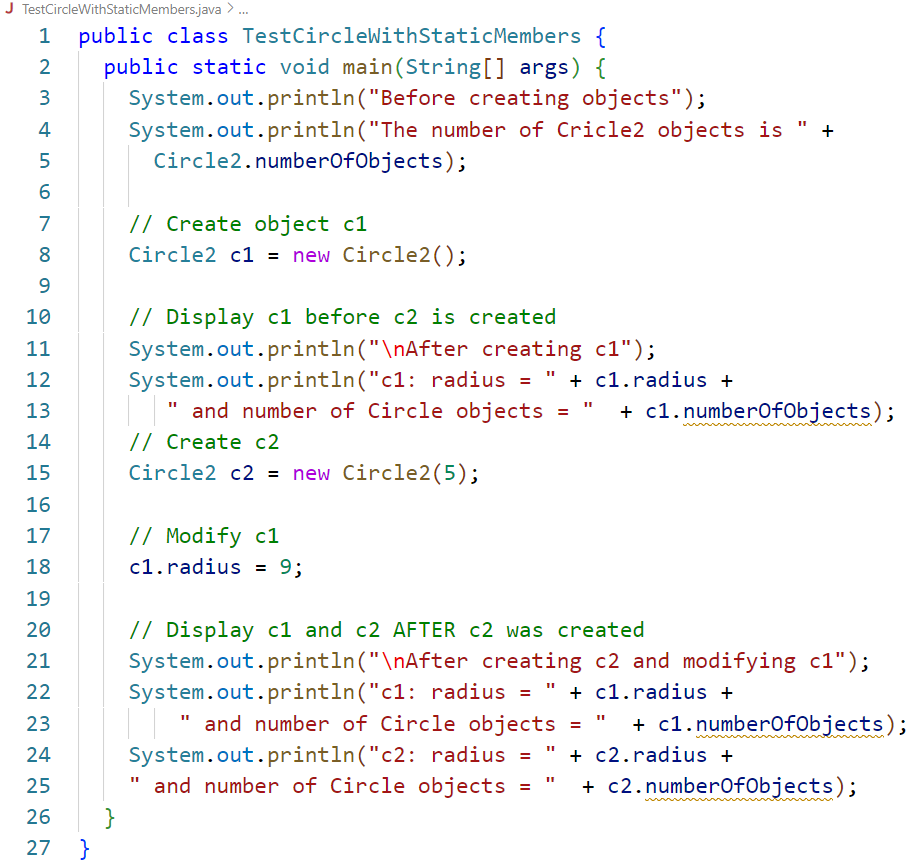 J TestCircleWithStaticMembers.java > ...
1 public class TestCircleWithStaticMembers {
2   public static void main(String[] args) {
3     System.out.println("Before creating objects");
4     System.out.println("The number of Cricle2 objects is " +
5       Circle2.numberOfObjects);
6
7     // Create object c1
8     Circle2 c1 = new Circle2();
9
10     // Display c1 before c2 is created
11     System.out.println("\nAfter creating c1");
12     System.out.println("c1: radius = " + c1.radius +
13        " and number of Circle objects = "  + c1.numberOfObjects);
14     // Create c2
15     Circle2 c2 = new Circle2(5);
16
17     // Modify c1
18     c1.radius = 9;
19
20     // Display c1 and c2 AFTER c2 was created
21     System.out.println("\nAfter creating c2 and modifying c1");
22     System.out.println("c1: radius = " + c1.radius +
23         " and number of Circle objects = "  + c1.numberOfObjects);
24     System.out.println("c2: radius = " + c2.radius +
25     " and number of Circle objects = "  + c2.numberOfObjects);
26   }
27 }